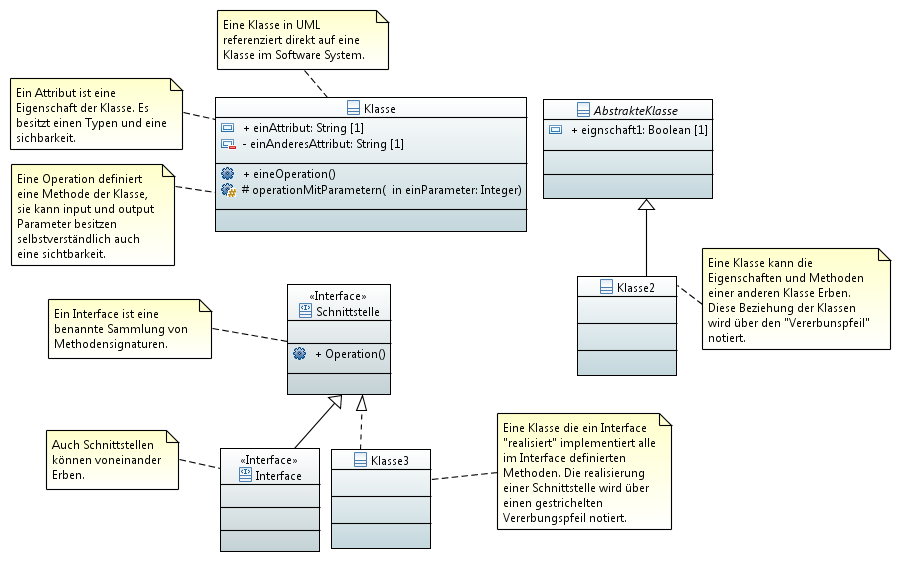 Eine Klasse in UML
referenziert direkt auf eine
Klasse im Software System.
Ein Attribut ist eine
Eigenschaft der Klasse. Es
besitzt einen Typen und eine
sichbarkeit.
Klasse
+ einAttribut: String [1]
- einAnderesAttribut: String [1]
+ eineOperation()
# operationMitParametern( in einParameter: Integer)
AbstrakteKlasse
+ eignschaft1: Boolean [1]
Eine Operation definiert
eine Methode der Klasse,
sie kann input und output
Parameter besitzen
selbstverständlich auch
eine sichtbarkeit.
Klasse2
Eine Klasse kann die
Eigenschaften und Methoden
einer anderen Klasse Erben.
Diese Beziehung der Klassen
wird über den "Vererbunspfeil"
notiert.
Ein Interface ist eine
benannte Sammlung von
Methodensignaturen.
«Interface»
Schnittstelle
+ Operation()
Auch Schnittstellen
können voneinander
Erben.
«Interface»
Interface
Klasse3
Eine Klasse die ein Interface
"realisiert" implementiert alle
im Interface definierten
Methoden. Die realisierung
einer Schnittstelle wird über
einen gestrichelten
Vererbungspfeil notiert.